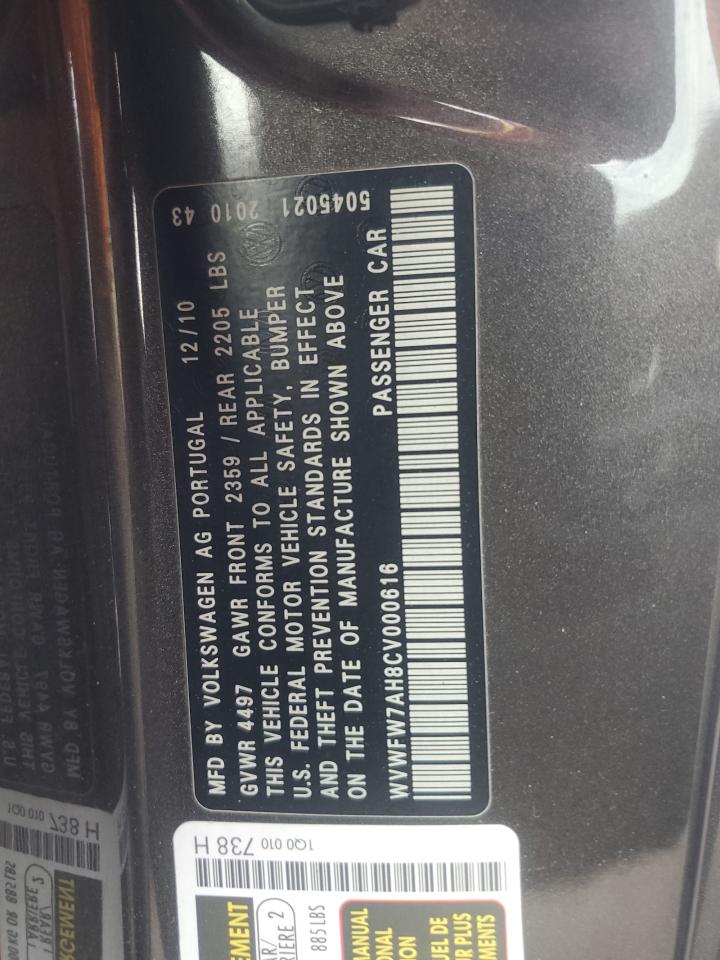 MFD BY VOLKSWAGEN AG PORTUGAL 12/10
GVWR 4497 GAWR FRONT 2359 / REAR 2205 LBS
THIS VEHICLE CONFORMS TO ALL APPLICABLE
U.S. FEDERAL MOTOR VEHICLE SAFETY, BUMPER
AND THEFT PREVENTION STANDARDS IN EFFECT
ON THE DATE OF MANUFACTURE SHOWN ABOVE
WVWFW7AH8CV000616 PASSENGER CAR
43 2010 5045021
1Q0 010 738 H
885 LBS